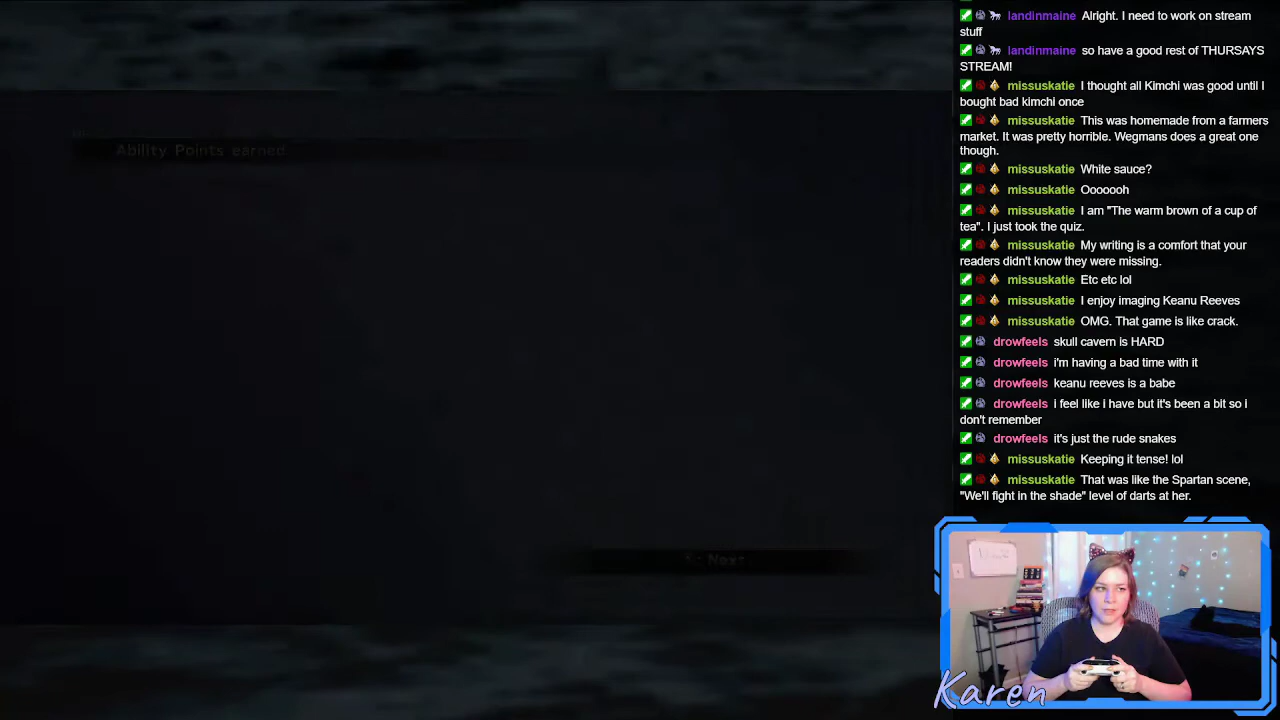 landinmaine Alright. I need to work on stream
stuff
landinmaine so have a good rest of THURSAYS
STREAM!
missuskatie I thought all Kimchi was good until I
bought bad kimchi once
missuskatie This was homemade from a farmers
market. It was pretty horrible. Wegmans does a great one
though.
missuskatie White sauce?
missuskatie Ooooooh
missuskatie I am "The warm brown of a cup of
tea". I just took the quiz.
missuskatie My writing is a comfort that your
readers didn't know they were missing.
missuskatie Etc etc lol
missuskatie I enjoy imaging Keanu Reeves
missuskatie OMG. That game is like crack.
drowfeels skull cavern is HARD
drowfeels i'm having a bad time with it
drowfeels keanu reeves is a babe
drowfeels i feel like i have but it's been a bit so i
don't remember
drowfeels it's just the rude snakes
missuskatie Keeping it tense! lol
missuskatie That was like the Spartan scene,
"We'll fight in the shade" level of darts at her.
Ability Points earned
Next
Karen